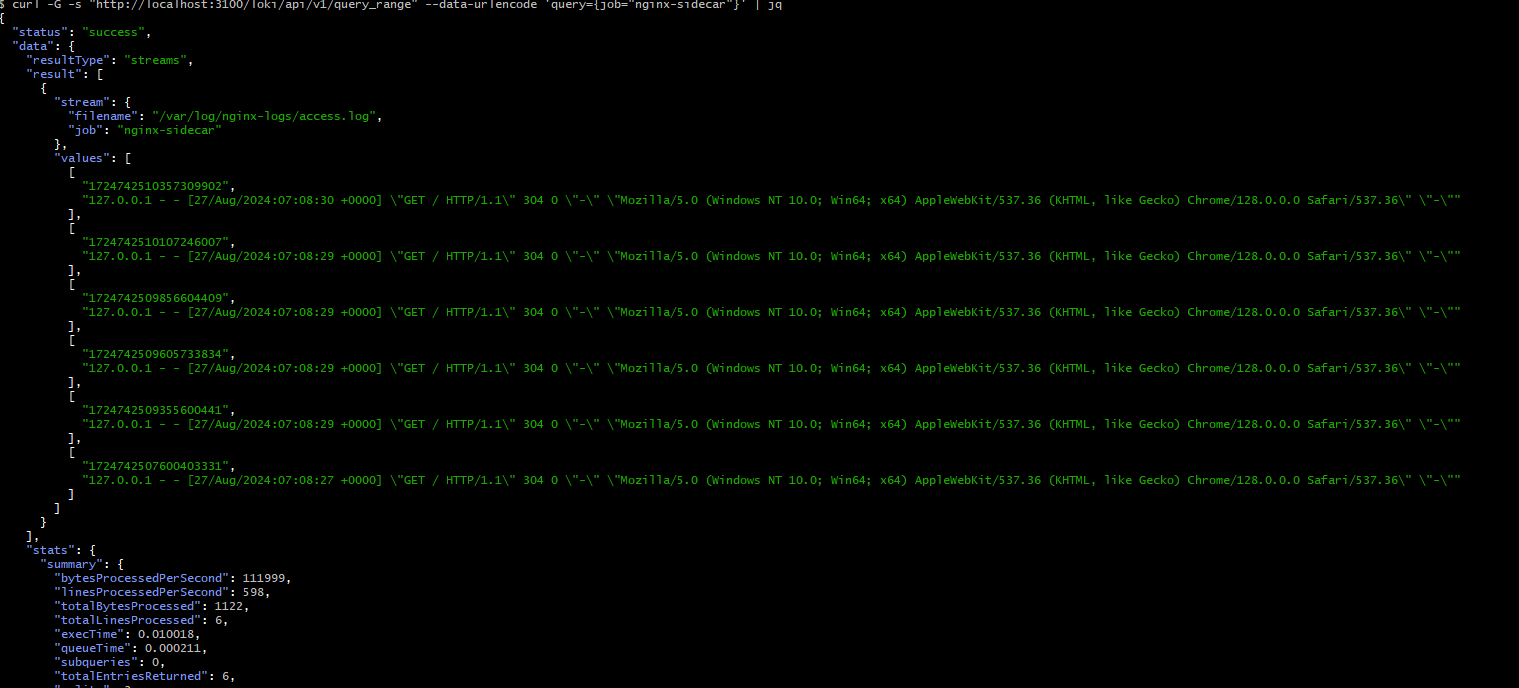 $ curl -G -s "http://localhost:3100/loki/api/v1/query_range" --data-urlencode 'query={job="nginx-sidecar"}' | jq
{
  "status": "success",
  "data": {
    "resultType": "streams",
    "result": [
      {
        "stream": {
          "filename": "/var/log/nginx-logs/access.log",
          "job": "nginx-sidecar"
        },
        "values": [
          [
            "1724742510357309902",
            "127.0.0.1 - - [27/Aug/2024:07:08:30 +0000] \"GET / HTTP/1.1\" 304 0 \"-\" \"Mozilla/5.0 (Windows NT 10.0; Win64; x64) AppleWebKit/537.36 (KHTML, like Gecko) Chrome/128.0.0.0 Safari/537.36\" \"-\""
          ],
          [
            "1724742510107246007",
            "127.0.0.1 - - [27/Aug/2024:07:08:29 +0000] \"GET / HTTP/1.1\" 304 0 \"-\" \"Mozilla/5.0 (Windows NT 10.0; Win64; x64) AppleWebKit/537.36 (KHTML, like Gecko) Chrome/128.0.0.0 Safari/537.36\" \"-\""
          ],
          [
            "1724742509856604409",
            "127.0.0.1 - - [27/Aug/2024:07:08:29 +0000] \"GET / HTTP/1.1\" 304 0 \"-\" \"Mozilla/5.0 (Windows NT 10.0; Win64; x64) AppleWebKit/537.36 (KHTML, like Gecko) Chrome/128.0.0.0 Safari/537.36\" \"-\""
          ],
          [
            "1724742509605733834",
            "127.0.0.1 - - [27/Aug/2024:07:08:29 +0000] \"GET / HTTP/1.1\" 304 0 \"-\" \"Mozilla/5.0 (Windows NT 10.0; Win64; x64) AppleWebKit/537.36 (KHTML, like Gecko) Chrome/128.0.0.0 Safari/537.36\" \"-\""
          ],
          [
            "1724742509355600441",
            "127.0.0.1 - - [27/Aug/2024:07:08:29 +0000] \"GET / HTTP/1.1\" 304 0 \"-\" \"Mozilla/5.0 (Windows NT 10.0; Win64; x64) AppleWebKit/537.36 (KHTML, like Gecko) Chrome/128.0.0.0 Safari/537.36\" \"-\""
          ],
          [
            "1724742507600403331",
            "127.0.0.1 - - [27/Aug/2024:07:08:27 +0000] \"GET / HTTP/1.1\" 304 0 \"-\" \"Mozilla/5.0 (Windows NT 10.0; Win64; x64) AppleWebKit/537.36 (KHTML, like Gecko) Chrome/128.0.0.0 Safari/537.36\" \"-\""
          ]
        ]
      }
    ],
    "stats": {
      "summary": {
        "bytesProcessedPerSecond": 111999,
        "linesProcessedPerSecond": 598,
        "totalBytesProcessed": 1122,
        "totalLinesProcessed": 6,
        "execTime": 0.010018,
        "queueTime": 0.000211,
        "subqueries": 0,
        "totalEntriesReturned": 6,